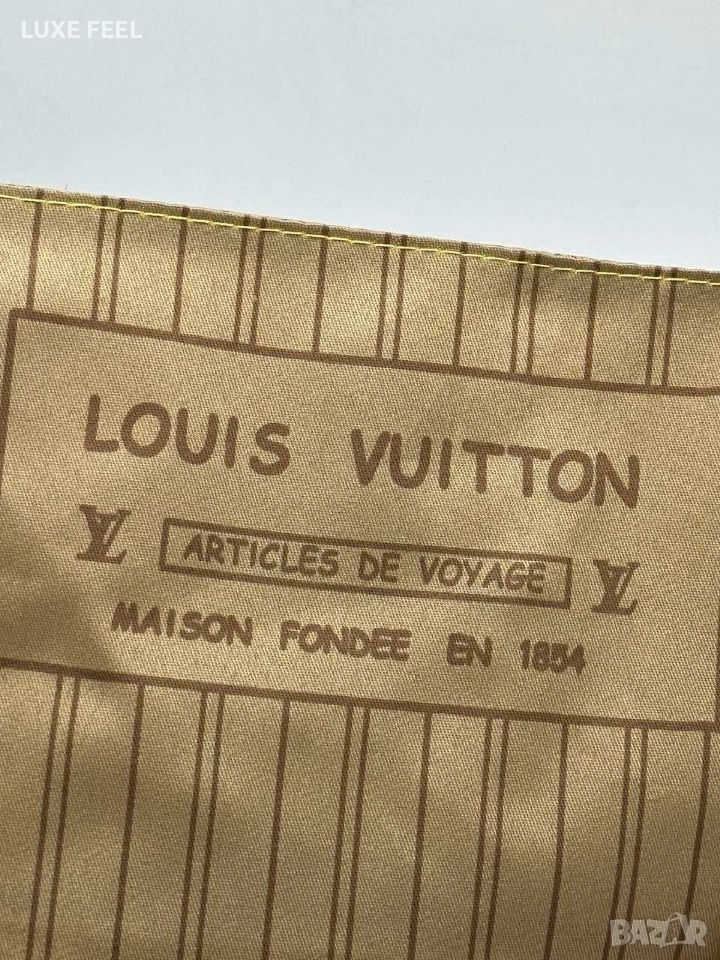 LUXE FEEL
LOUIS VUITTON
LV ARTICLES DE VOYAGE LV
MAISON FONDEE EN 1854
BAZAR